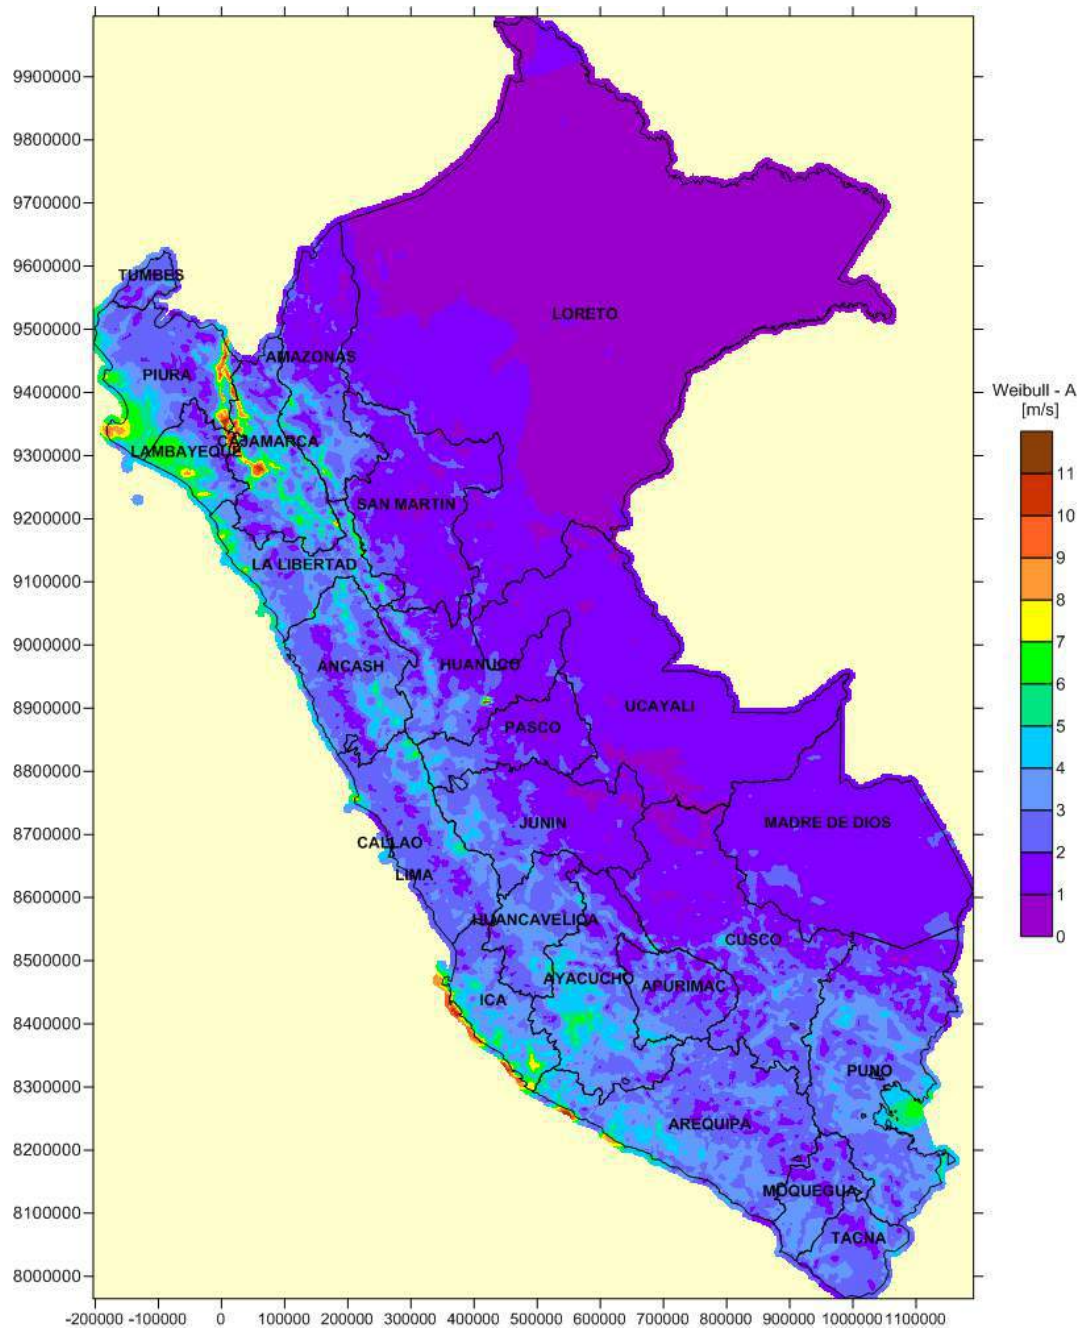 9900000
9800000
9700000
9600000
TUMBES
LORETO
9500000
AMAZONAS
PIURA
9400000
Weibull - A
[m/s]
CAJAMARCA
LAMBAYEQUE
9300000
SAN MARTIN
9200000
LA LIBERTAD
9100000
9000000
ANCASH
HUANUCO
8900000
UCAYALI
PASCO
8800000
JUNIN
MADRE DE DIOS
8700000
CALLAO
LIMA
8600000
HUANCAVELICA
CUSCO
8500000
AYACUCHO
APURIMAC
ICA
8400000
8300000
PUNO
AREQUIPA
8200000
MOQUEGUA
8100000
TACNA
8000000
11
10
9
8
7
6
5
4
3
2
1
0
-200000 -100000 0 100000 200000 300000 400000 500000 600000 700000 800000 900000 1000000 1100000